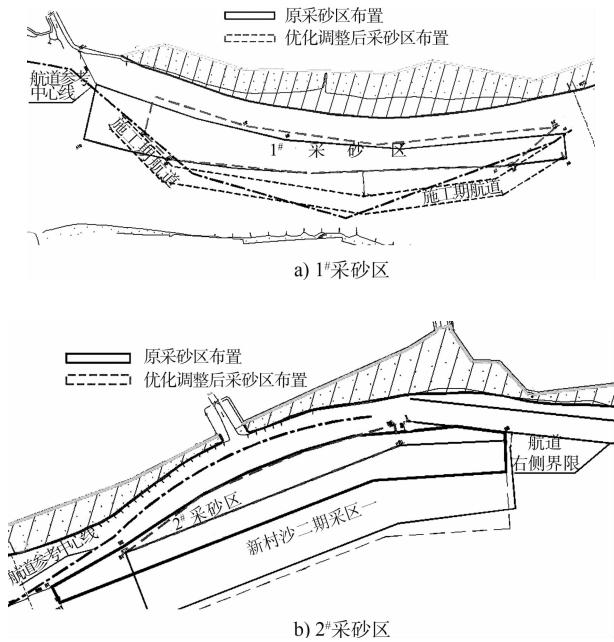 原采砂区布置
优化调整后采砂区布置
航道参考
中心线
施工期航道
1# 采 砂 区
施工期航道
a) 1#采砂区
原采砂区布置
优化调整后采砂区布置
航道
右侧界限
2# 采砂区
新村沙二期采区一
航道参考中心线
b) 2#采砂区